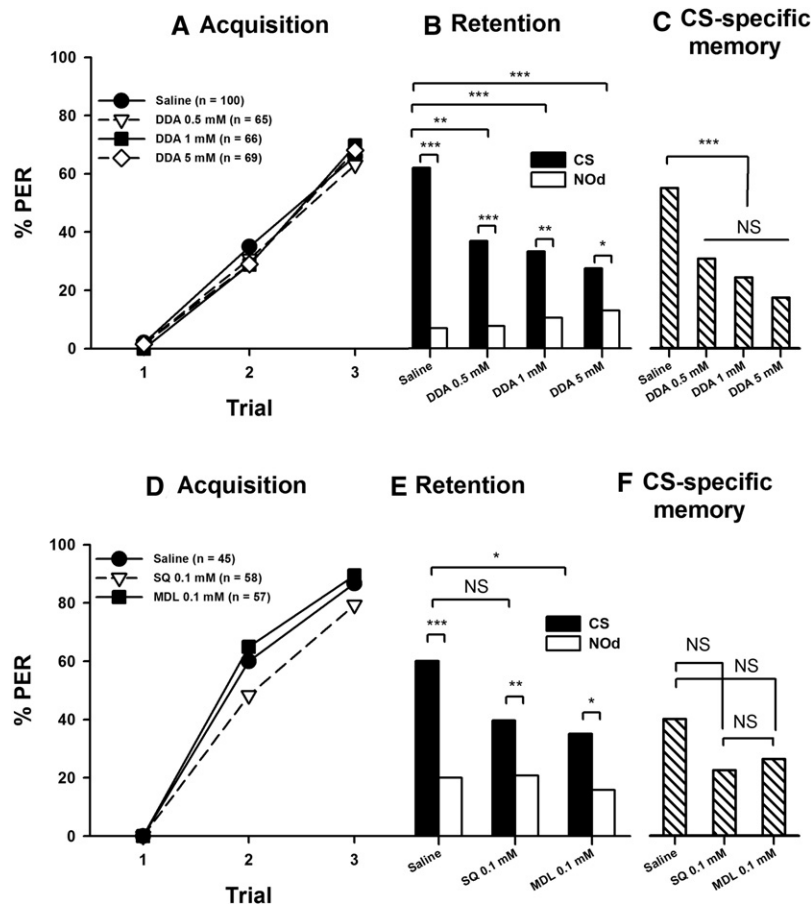 A Acquisition
B Retention
C CS-specific
memory
100
80
60
40
20
0
% PER
Saline (n = 100)
DDA 0.5 mM (n = 65)
DDA 1 mM (n = 66)
DDA 5 mM (n = 69)
1
2
3
Trial
***
***
**
***
***
**
*
CS
NOd
Saline
DDA 0.5 mM
DDA 1 mM
DDA 5 mM
***
NS
Saline
DDA 0.5 mM
DDA 1 mM
DDA 5 mM
D Acquisition
E Retention
F CS-specific
memory
100
80
60
40
20
0
% PER
Saline (n = 45)
SQ 0.1 mM (n = 58)
MDL 0.1 mM (n = 57)
1
2
3
Trial
*
NS
***
**
*
CS
NOd
Saline
SQ 0.1 mM
MDL 0.1 mM
NS
NS
NS
Saline
SQ 0.1 mM
MDL 0.1 mM